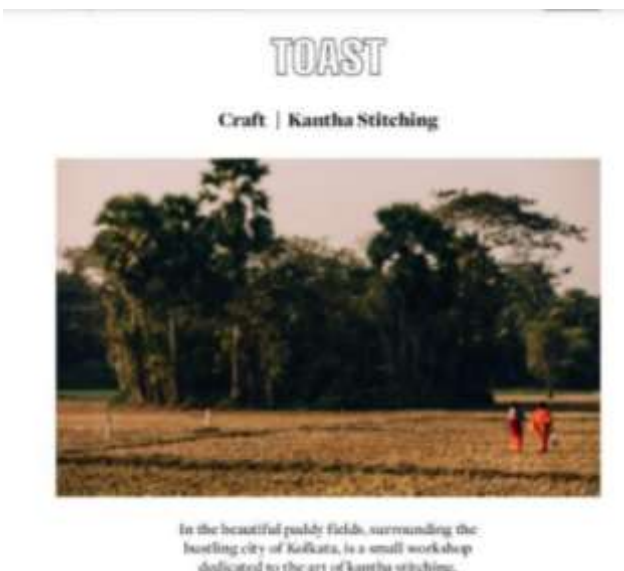 TOAST
Craft | Kantha Stitching
In the beautiful paddy fields, surrounding the
bustling city of Kolkata, is a small workshop
dedicated to the art of kantha stitching.